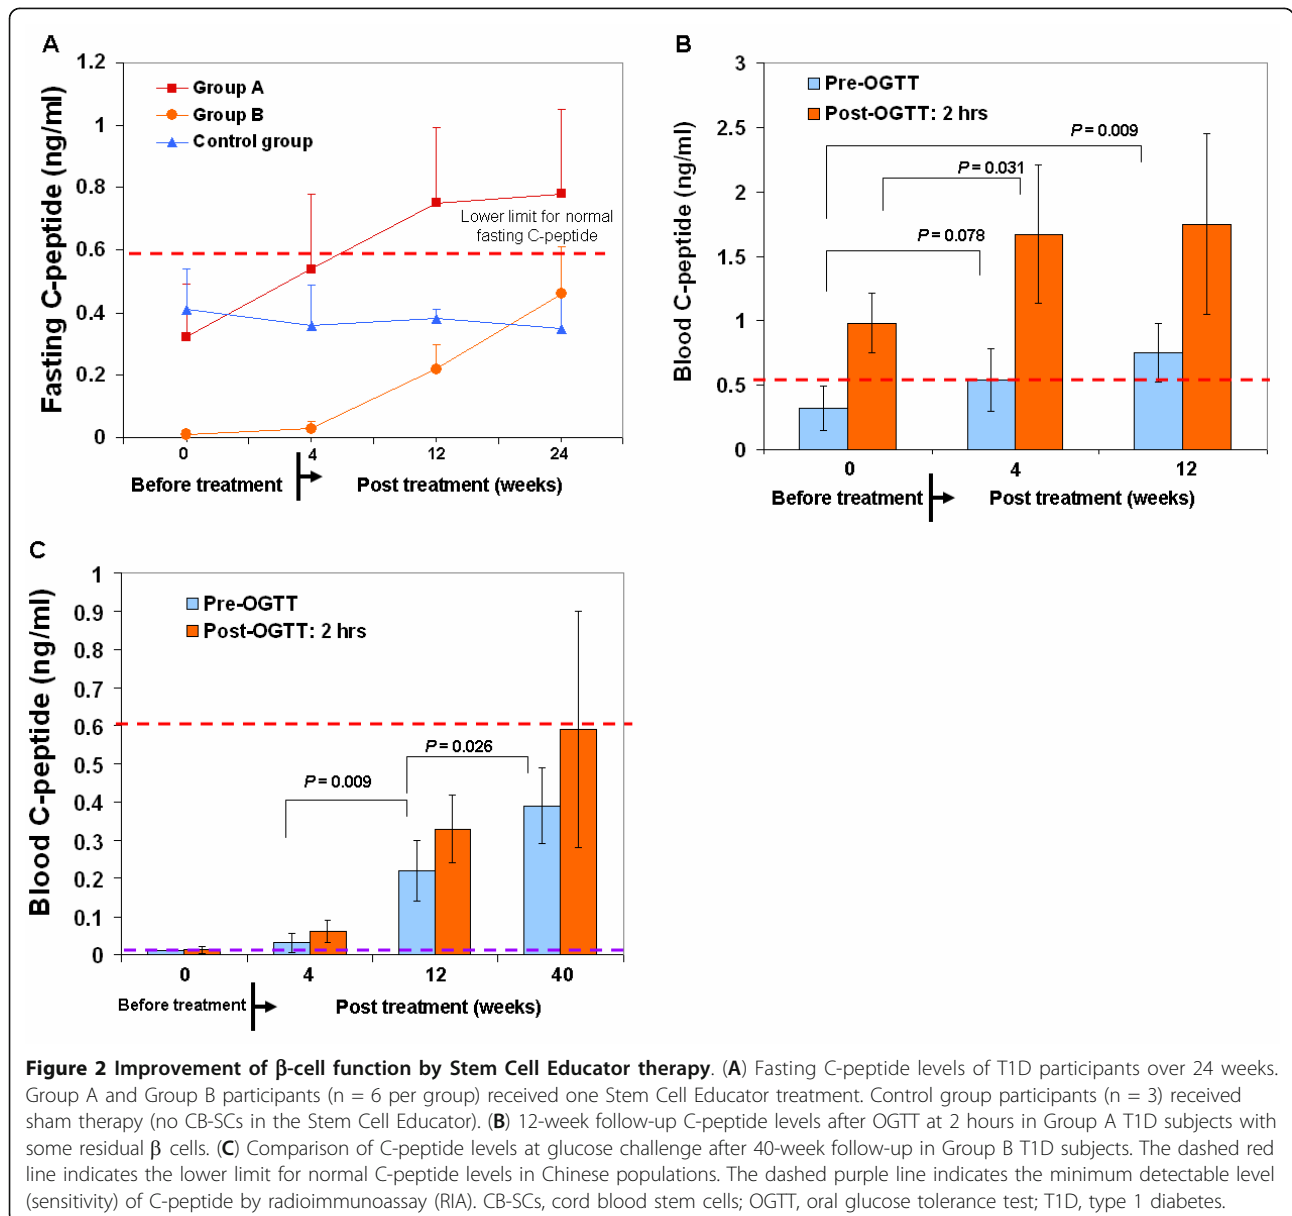 A
Fasting C-peptide (ng/ml)
1.2
1
0.8
0.6
0.4
0.2
0
Group A
Group B
Control group
Lower limit for normal
fasting C-peptide
0 4 12 24
Before treatment Post treatment (weeks)
B
Blood C-peptide (ng/ml)
3
2.5
2
1.5
1
0.5
0
Pre-OGTT
Post-OGTT: 2 hrs
P = 0.009
P = 0.031
P = 0.078
0 4 12
Before treatment Post treatment (weeks)
C
Blood C-peptide (ng/ml)
1
0.9
0.8
0.7
0.6
0.5
0.4
0.3
0.2
0.1
0
Pre-OGTT
Post-OGTT: 2 hrs
P = 0.026
P = 0.009
0 4 12 40
Before treatment Post treatment (weeks)
Figure 2 Improvement of β-cell function by Stem Cell Educator therapy. (A) Fasting C-peptide levels of T1D participants over 24 weeks.
Group A and Group B participants (n = 6 per group) received one Stem Cell Educator treatment. Control group participants (n = 3) received
sham therapy (no CB-SCs in the Stem Cell Educator). (B) 12-week follow-up C-peptide levels after OGTT at 2 hours in Group A T1D subjects with
some residual β cells. (C) Comparison of C-peptide levels at glucose challenge after 40-week follow-up in Group B T1D subjects. The dashed red
line indicates the lower limit for normal C-peptide levels in Chinese populations. The dashed purple line indicates the minimum detectable level
(sensitivity) of C-peptide by radioimmunoassay (RIA). CB-SCs, cord blood stem cells; OGTT, oral glucose tolerance test; T1D, type 1 diabetes.